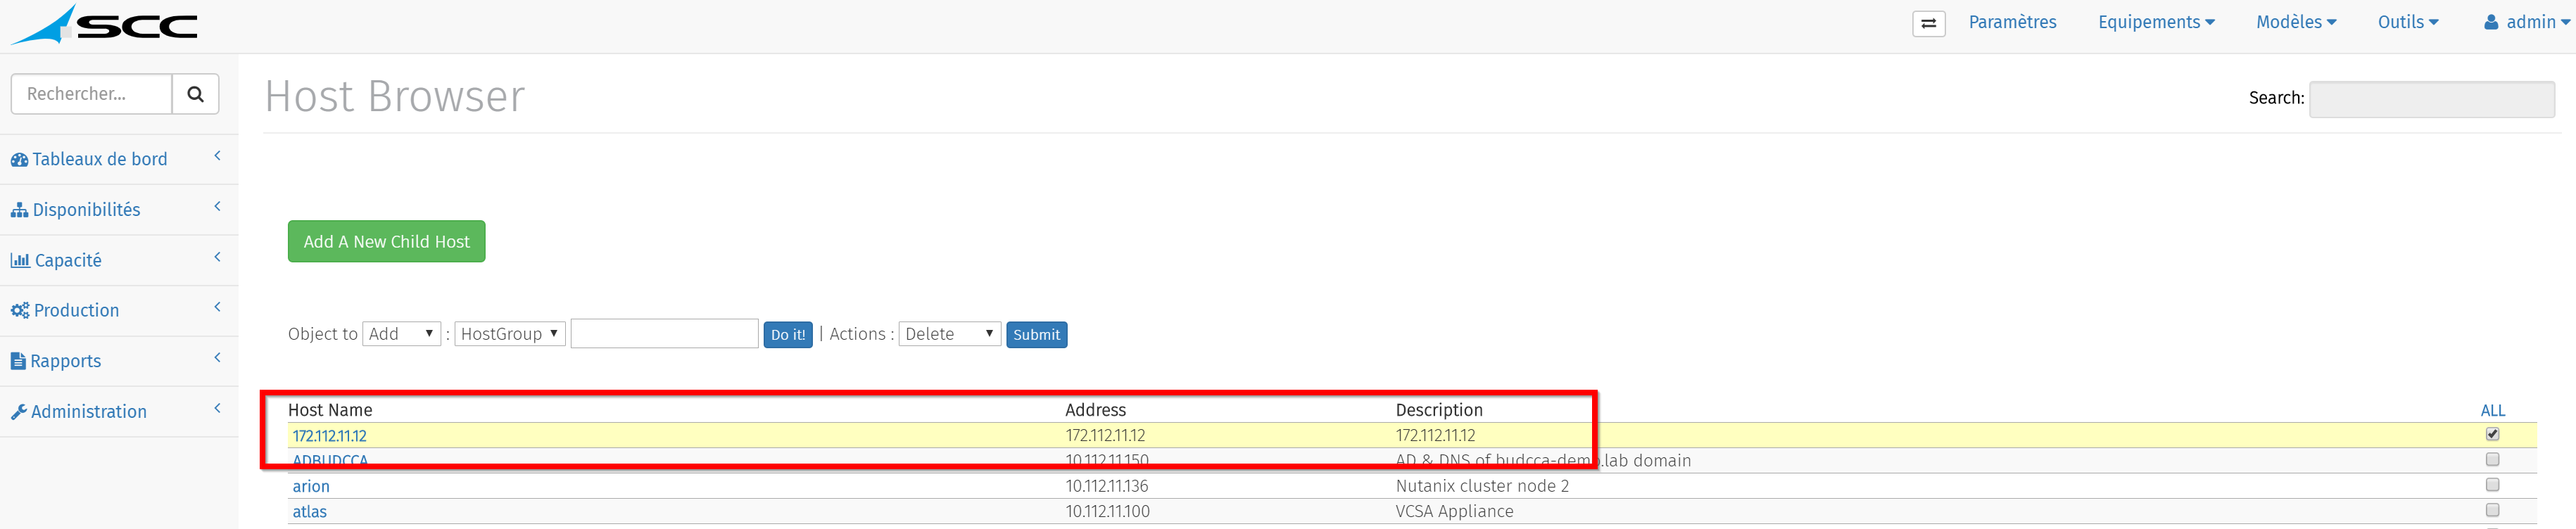 SCC
Paramètres Equipements Modèles Outils admin
Rechercher...
Host Browser
Search:
Tableaux de bord
Disponibilités
Capacité
Production
Rapports
Administration
Add A New Child Host
Object to Add : HostGroup Do it! | Actions : Delete Submit
Host Name Address Description ALL
172.112.11.12 172.112.11.12 172.112.11.12
ADBUDCCA 10.112.11.150 AD & DNS of budcca-demo.lab domain
arion 10.112.11.136 Nutanix cluster node 2
atlas 10.112.11.100 VCSA Appliance